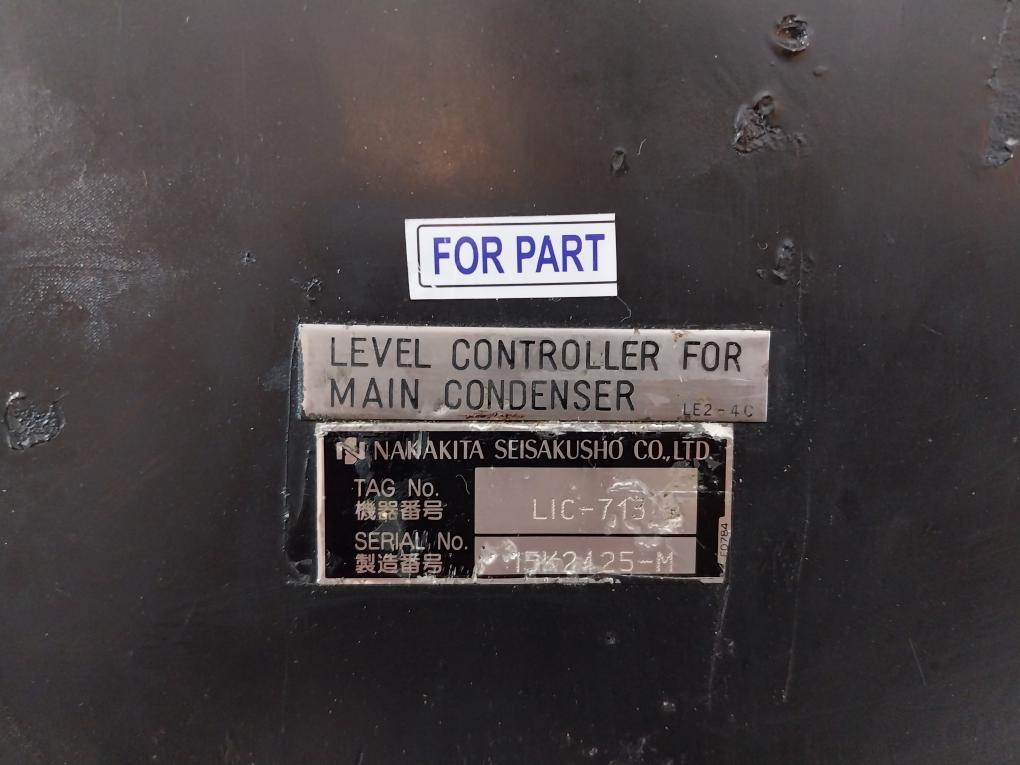 FOR PART
LEVEL CONTROLLER FOR
MAIN CONDENSER
LE2-4C
NAKAKITA SEISAKUSHO CO.,LTD.
TAG No.
機器番号
LIC-713
SERIAL No.
製造番号
15K2425-M
E0784